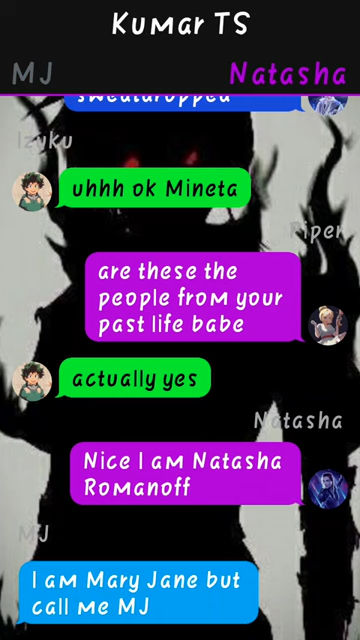 Kumar TS
MJ
Natasha
sweatdropped
Izuku
uhhh ok Mineta
Piper
are these the
people from your
past life babe
actually yes
Natasha
Nice I am Natasha
Romanoff
MJ
I am Mary Jane but
call me MJ